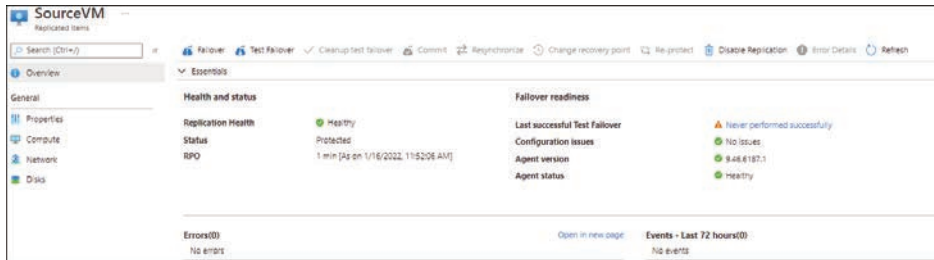 SourceVM ...
Replicated items
Search (Ctrl+/) «
Failover Test Failover Cleanup test failover Commit Resynchronize Change recovery point Re-protect Disable Replication Error Details Refresh
Overview
Essentials
General
Properties
Compute
Network
Disks
Health and status
Replication Health Healthy
Status Protected
RPO 1 min [As on 1/16/2022, 11:52:06 AM]
Failover readiness
Last successful Test Failover Never performed successfully
Configuration issues No issues
Agent version 9.46.6187.1
Agent status Healthy
Errors(0) Open in new page
No errors
Events - Last 72 hours(0)
No events